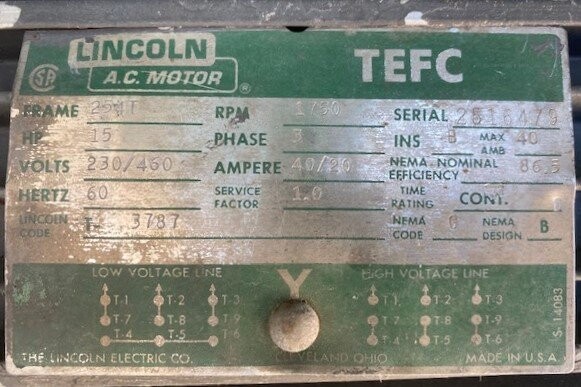 LINCOLN
A.C. MOTOR ®
TEFC
SA
FRAME 254T RPM 1750 SERIAL
HP 15 PHASE 3 INS B MAX AMB 40
VOLTS 230/460 AMPERE 40/20 NEMA NOMINAL EFFICIENCY 86.5
HERTZ 60 SERVICE FACTOR 1.0 TIME RATING CONT.
LINCOLN CODE T- 3787 NEMA CODE G NEMA DESIGN B
LOW VOLTAGE LINE Y HIGH VOLTAGE LINE
T-1 T-2 T-3 T-1 T-2 T-3
T-7 T-8 T-9 T-7 T-8 T-9
T-4 T-5 T-6 T-4 T-5 T-6
S-14083
THE LINCOLN ELECTRIC CO. CLEVELAND OHIO MADE IN U.S.A.